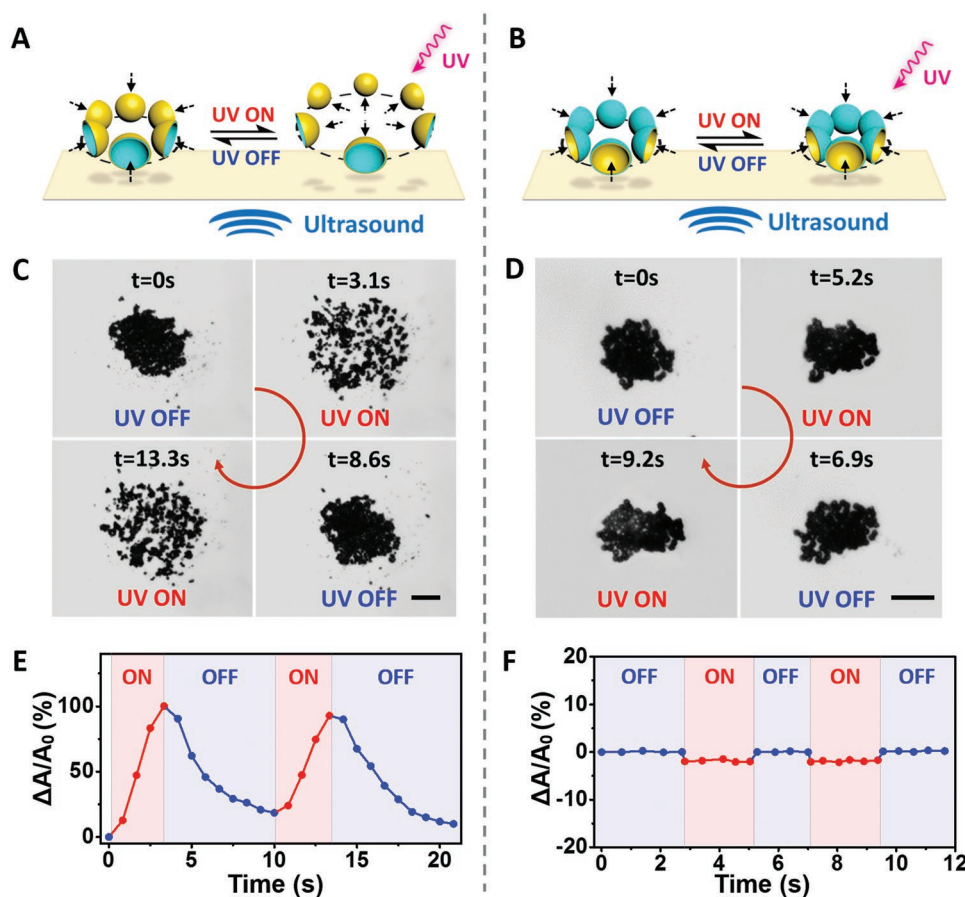 A
UV
UV ON
UV OFF
Ultrasound
B
UV
UV ON
UV OFF
Ultrasound
C
t=0s
t=3.1s
UV OFF
UV ON
t=13.3s
t=8.6s
UV ON
UV OFF
D
t=0s
t=5.2s
UV OFF
UV ON
t=9.2s
t=6.9s
UV ON
UV OFF
E
ON
OFF
ON
OFF
ΔA/A₀ (%)
100
50
0
0
5
10
15
20
Time (s)
F
OFF
ON
OFF
ON
OFF
ΔA/A₀ (%)
20
10
0
-10
-20
0
2
4
6
8
10
12
Time (s)